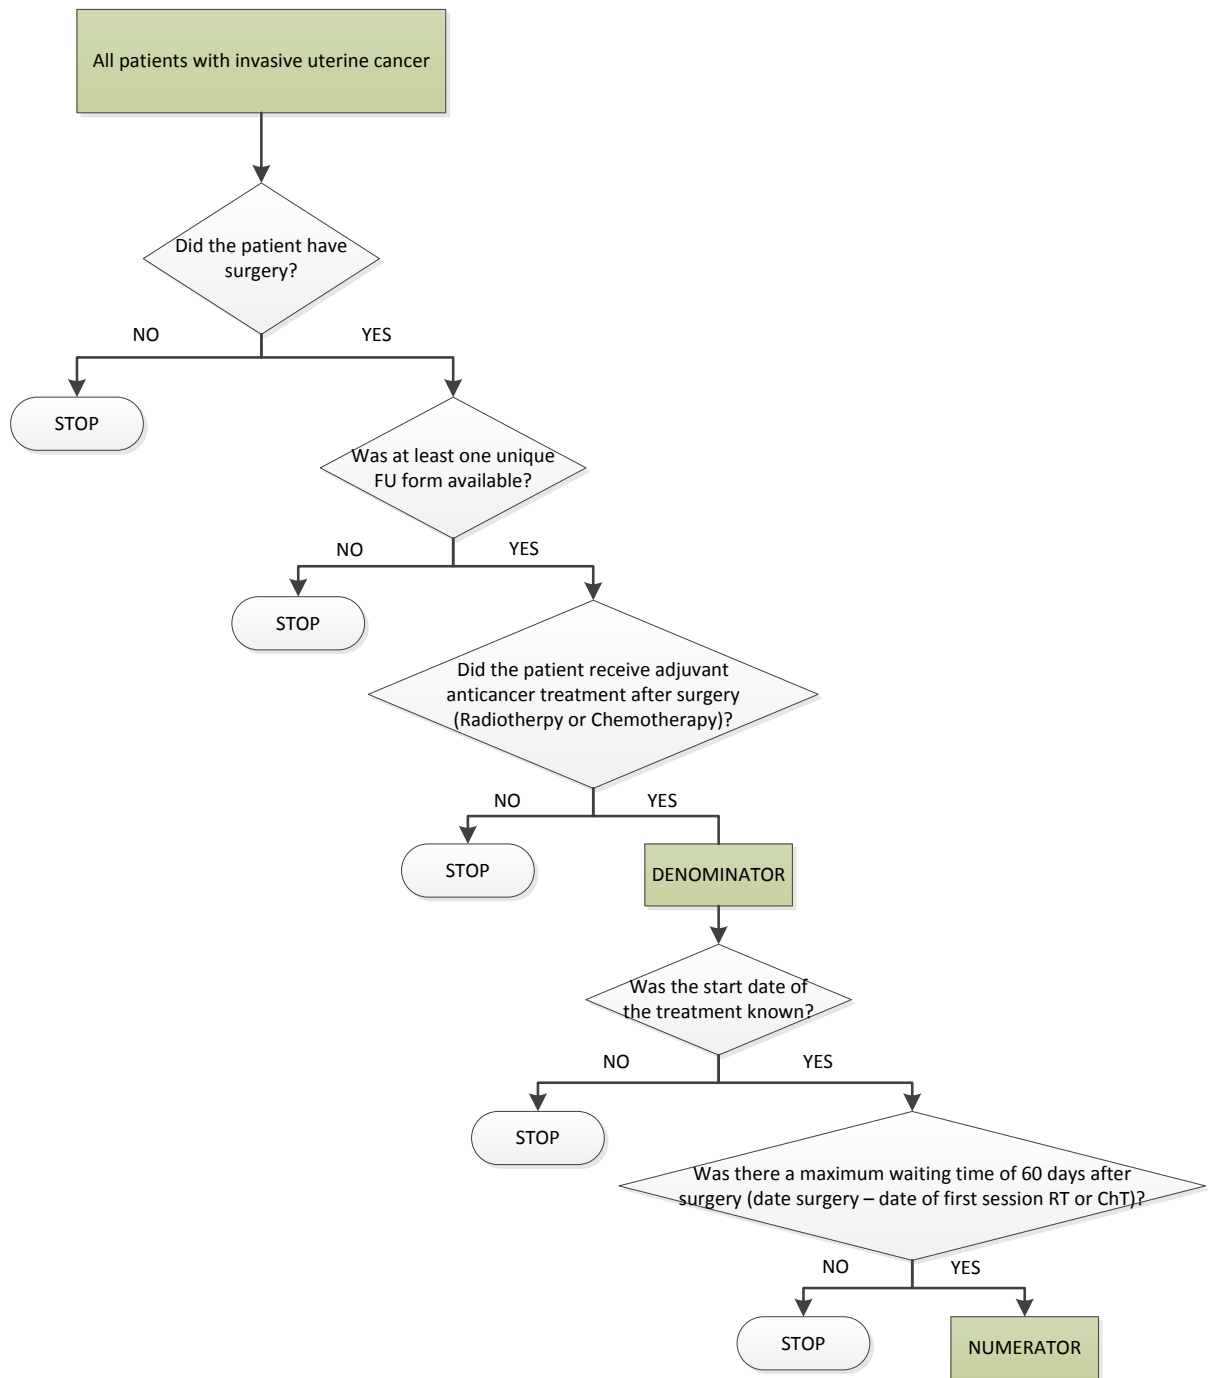 All patients with invasive uterine cancer
Did the patient have
surgery?
NO
YES
STOP
Was at least one unique
FU form available?
NO
YES
STOP
Did the patient receive adjuvant
anticancer treatment after surgery
(Radiotherpy or Chemotherapy)?
NO
YES
STOP
DENOMINATOR
Was the start date of
the treatment known?
NO
YES
STOP
Was there a maximum waiting time of 60 days after
surgery (date surgery – date of first session RT or ChT)?
NO
YES
STOP
NUMERATOR